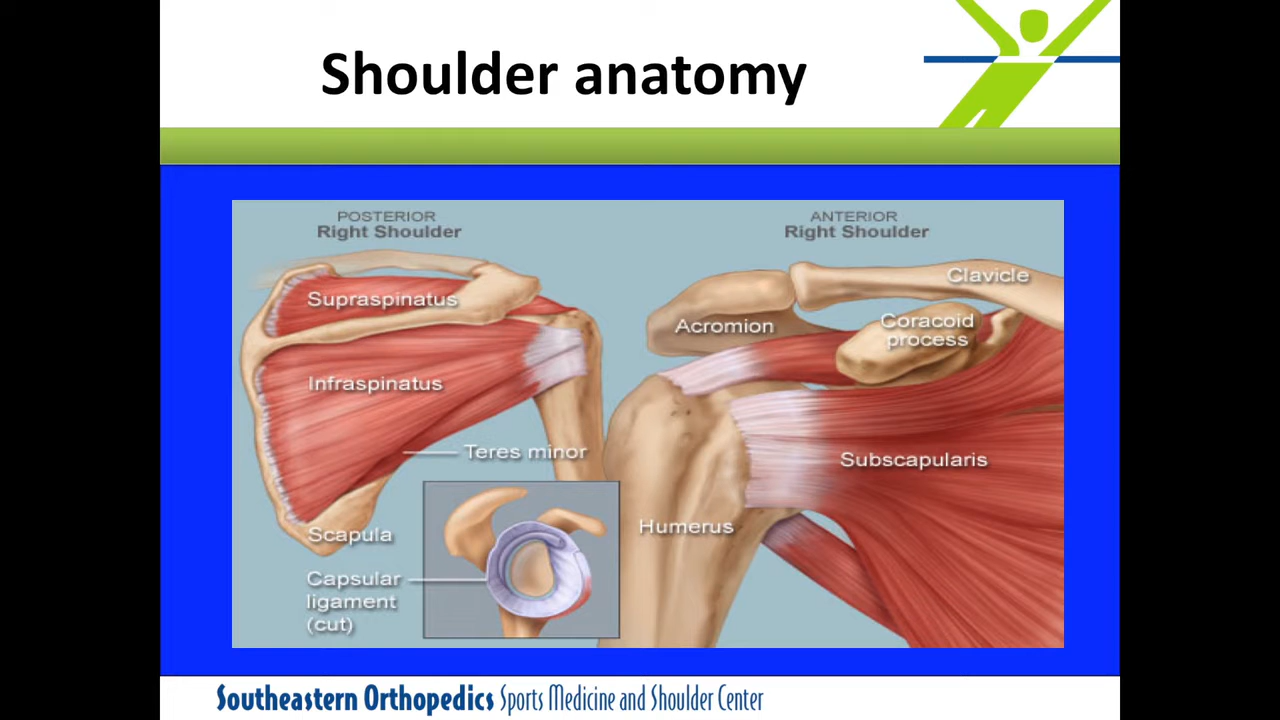 Shoulder anatomy
POSTERIOR
Right Shoulder
Supraspinatus
Infraspinatus
Teres minor
Scapula
Capsular
ligament
(cut)
ANTERIOR
Right Shoulder
Clavicle
Acromion
Coracoid
process
Subscapularis
Humerus
Southeastern Orthopedics Sports Medicine and Shoulder Center